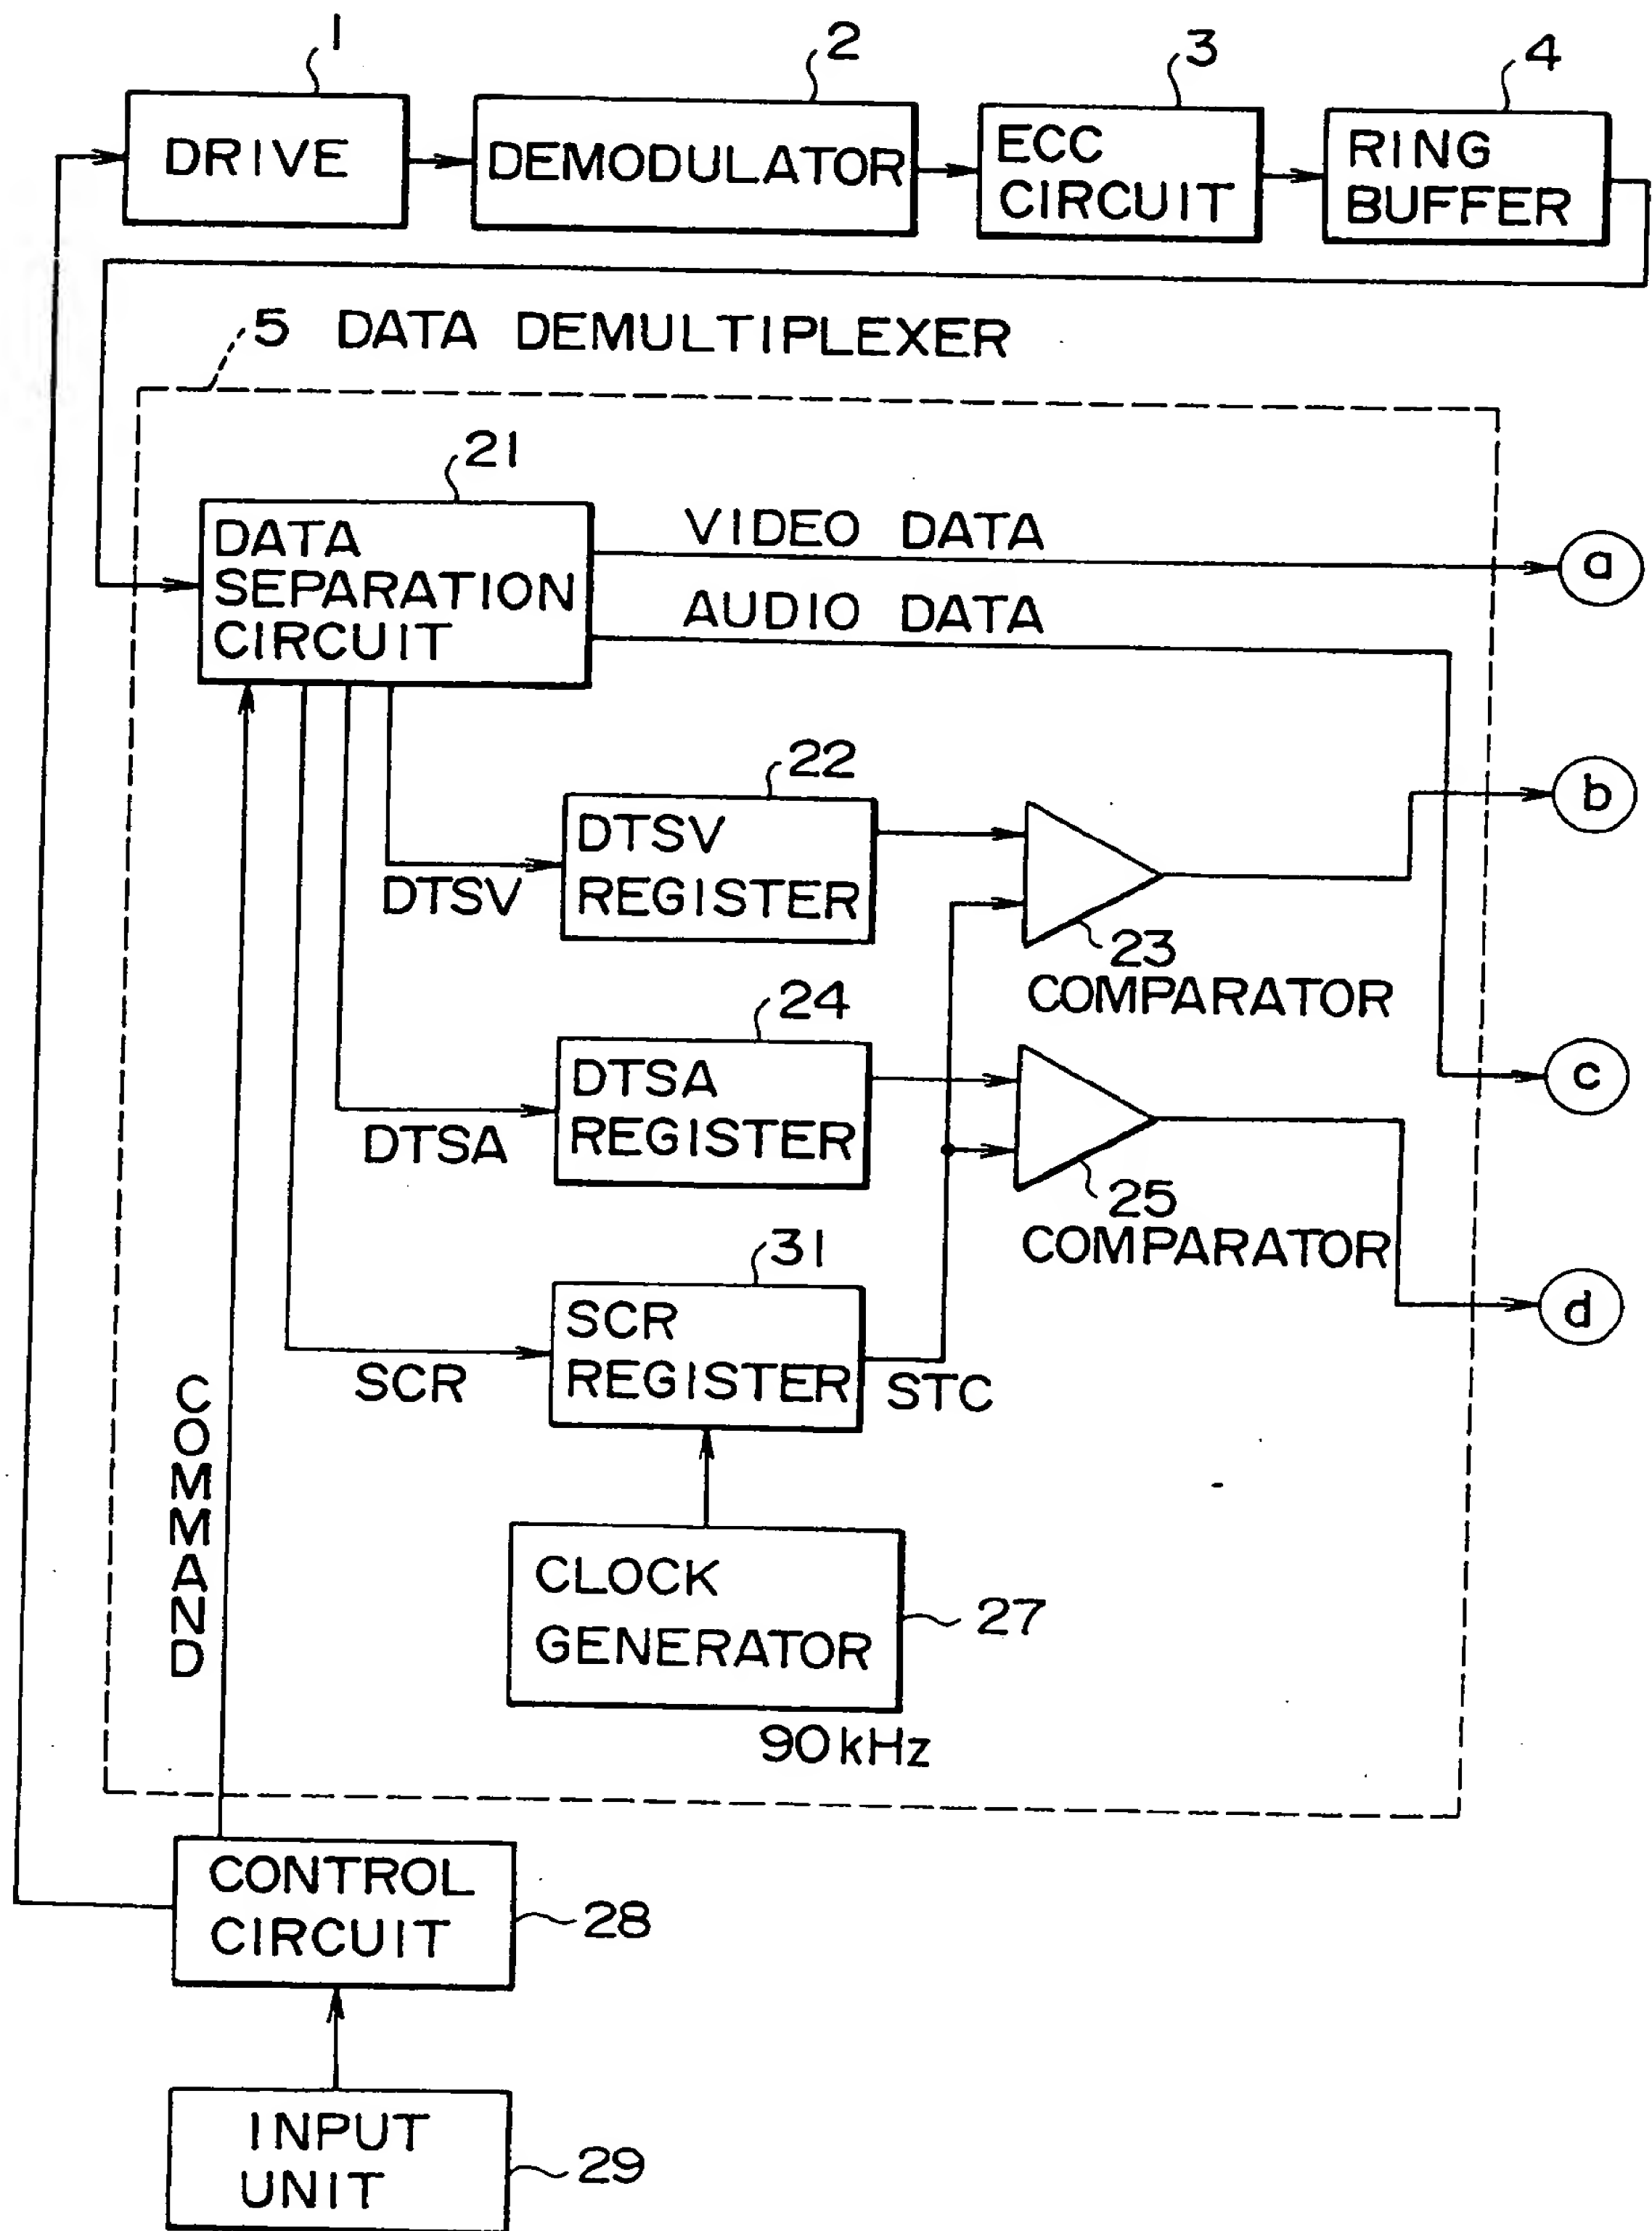 1
2
3
4
DRIVE
DEMODULATOR
ECC
CIRCUIT
RING
BUFFER
5 DATA DEMULTIPLEXER
21
DATA
SEPARATION
CIRCUIT
VIDEO DATA
AUDIO DATA
a
22
DTSV
REGISTER
DTSV
b
23
COMPARATOR
24
DTSA
REGISTER
DTSA
c
25
COMPARATOR
31
SCR
REGISTER
SCR
STC
d
COMMAND
CLOCK
GENERATOR
27
90kHz
CONTROL
CIRCUIT
28
INPUT
UNIT
29